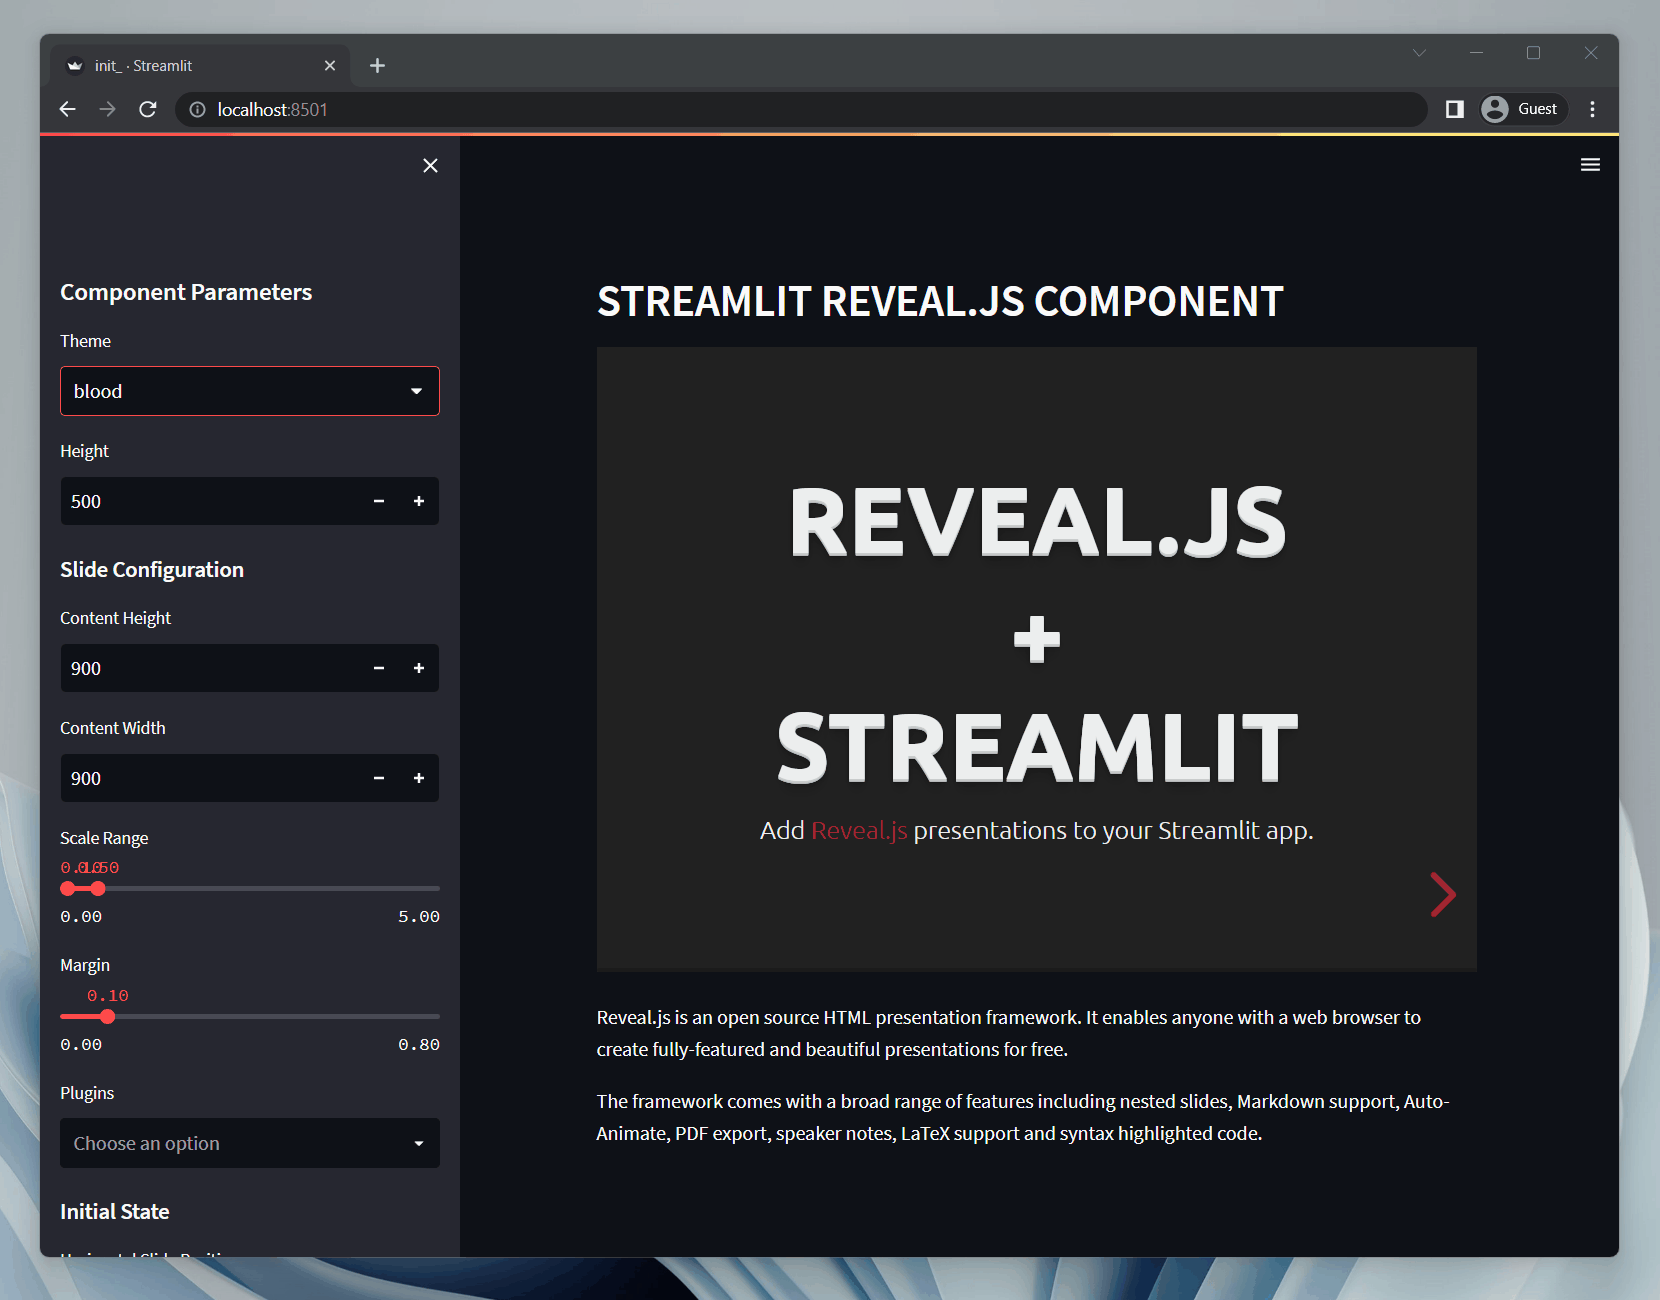 init_ · Streamlit
localhost:8501
Guest
Component Parameters
Theme
blood
Height
500
Slide Configuration
Content Height
900
Content Width
900
Scale Range
0.10 1.50
0.00 5.00
Margin
0.10
0.00 0.80
Plugins
Choose an option
Initial State
STREAMLIT REVEAL.JS COMPONENT
REVEAL.JS
+
STREAMLIT
Add Reveal.js presentations to your Streamlit app.
Reveal.js is an open source HTML presentation framework. It enables anyone with a web browser to
create fully-featured and beautiful presentations for free.
The framework comes with a broad range of features including nested slides, Markdown support, Auto-
Animate, PDF export, speaker notes, LaTeX support and syntax highlighted code.